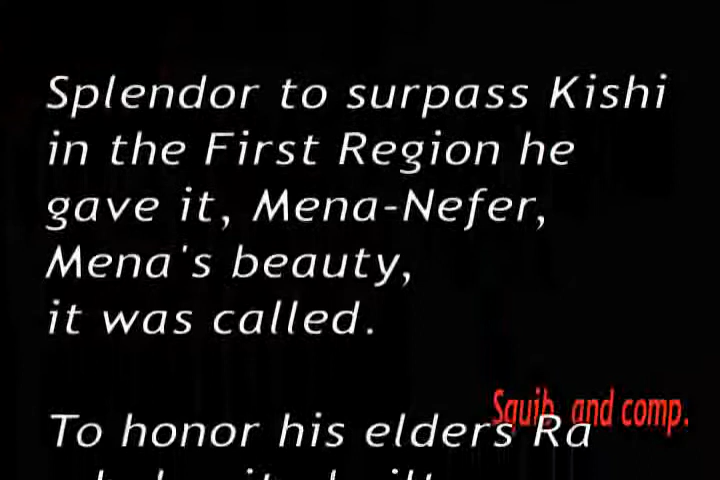 Splendor to surpass Kishi
in the First Region he
gave it, Mena-Nefer,
Mena's beauty,
it was called.
Squib and comp.
To honor his elders Ra